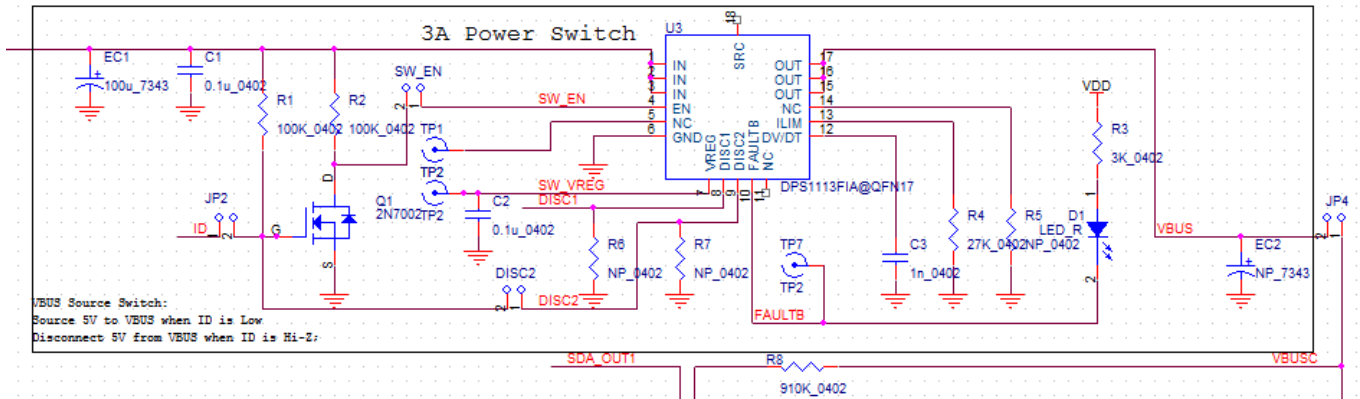 3A Power Switch
U3
18
SRC
EC1
100u_7343
C1
0.1u_0402
R1
100K_0402
R2
100K_0402
SW_EN
2
1
SW_EN
1
2
3
4
5
6
IN
IN
IN
EN
NC
GND
17
16
15
14
13
12
OUT
OUT
OUT
NC
ILIM
DV/DT
VREG
DISC1
DISC2
FAULTB
NC
7
8
9
10
11
DPS1113FIA@QFN17
VDD
R3
3K_0402
TP1
TP2
TP2
SW_VREG
DISC1
C2
0.1u_0402
D
Q1
2N7002
G
S
JP2
ID
1
2
R6
NP_0402
R7
NP_0402
TP7
TP2
C3
1n_0402
R4
27K_0402
R5
NP_0402
1
D1
LED_R
2
VBUS
JP4
2
1
EC2
NP_7343
DISC2
2
1
DISC2
FAULTB
VBUS Source Switch:
Source 5V to VBUS when ID is Low
Disconnect 5V from VBUS when ID is Hi-Z;
SDA_OUT1
R8
910K_0402
VBUSC